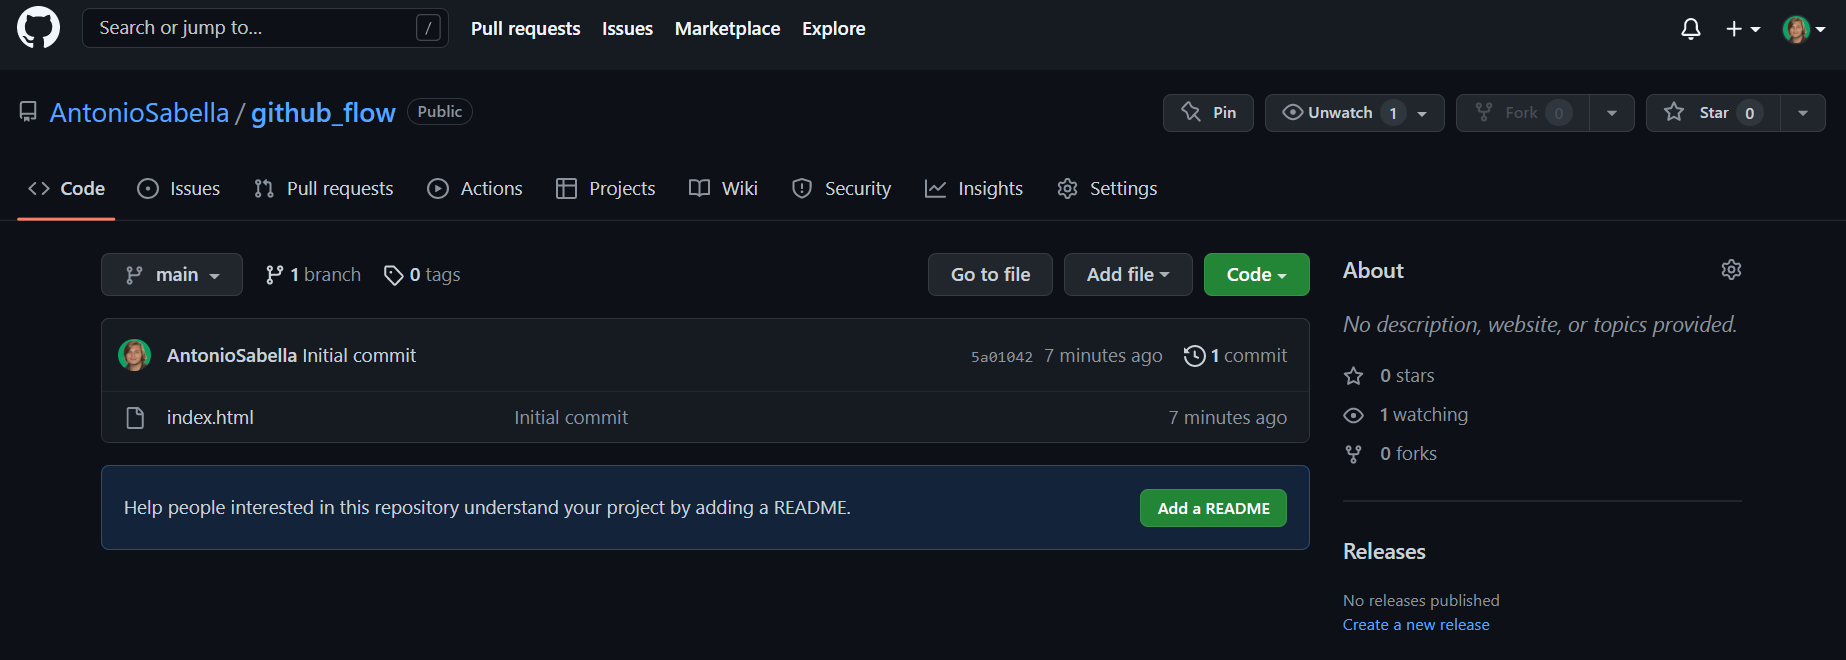 Search or jump to... / Pull requests Issues Marketplace Explore
AntonioSabella / github_flow Public Pin Unwatch 1 Fork 0 Star 0
Code Issues Pull requests Actions Projects Wiki Security Insights Settings
main 1 branch 0 tags Go to file Add file Code
AntonioSabella Initial commit 5a01042 7 minutes ago 1 commit
index.html Initial commit 7 minutes ago
Help people interested in this repository understand your project by adding a README. Add a README
About
No description, website, or topics provided.
0 stars
1 watching
0 forks
Releases
No releases published
Create a new release